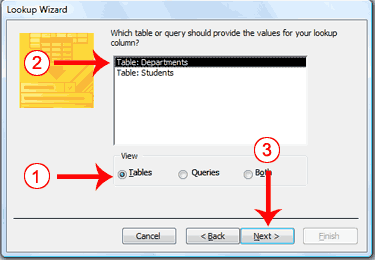 Lookup Wizard
Which table or query should provide the values for your lookup
column?
2
Table: Departments
Table: Students
3
View
1
Tables Queries Both
Cancel < Back Next > Finish